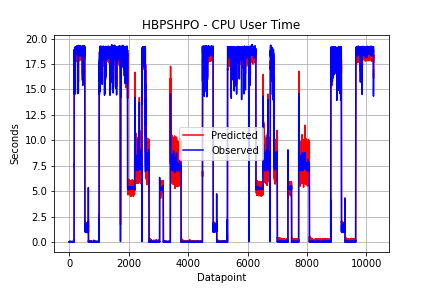 HBPSHPO - CPU User Time
20.0
17.5
15.0
12.5
10.0
7.5
5.0
2.5
0.0
Seconds
Predicted
Observed
0 2000 4000 6000 8000 10000
Datapoint